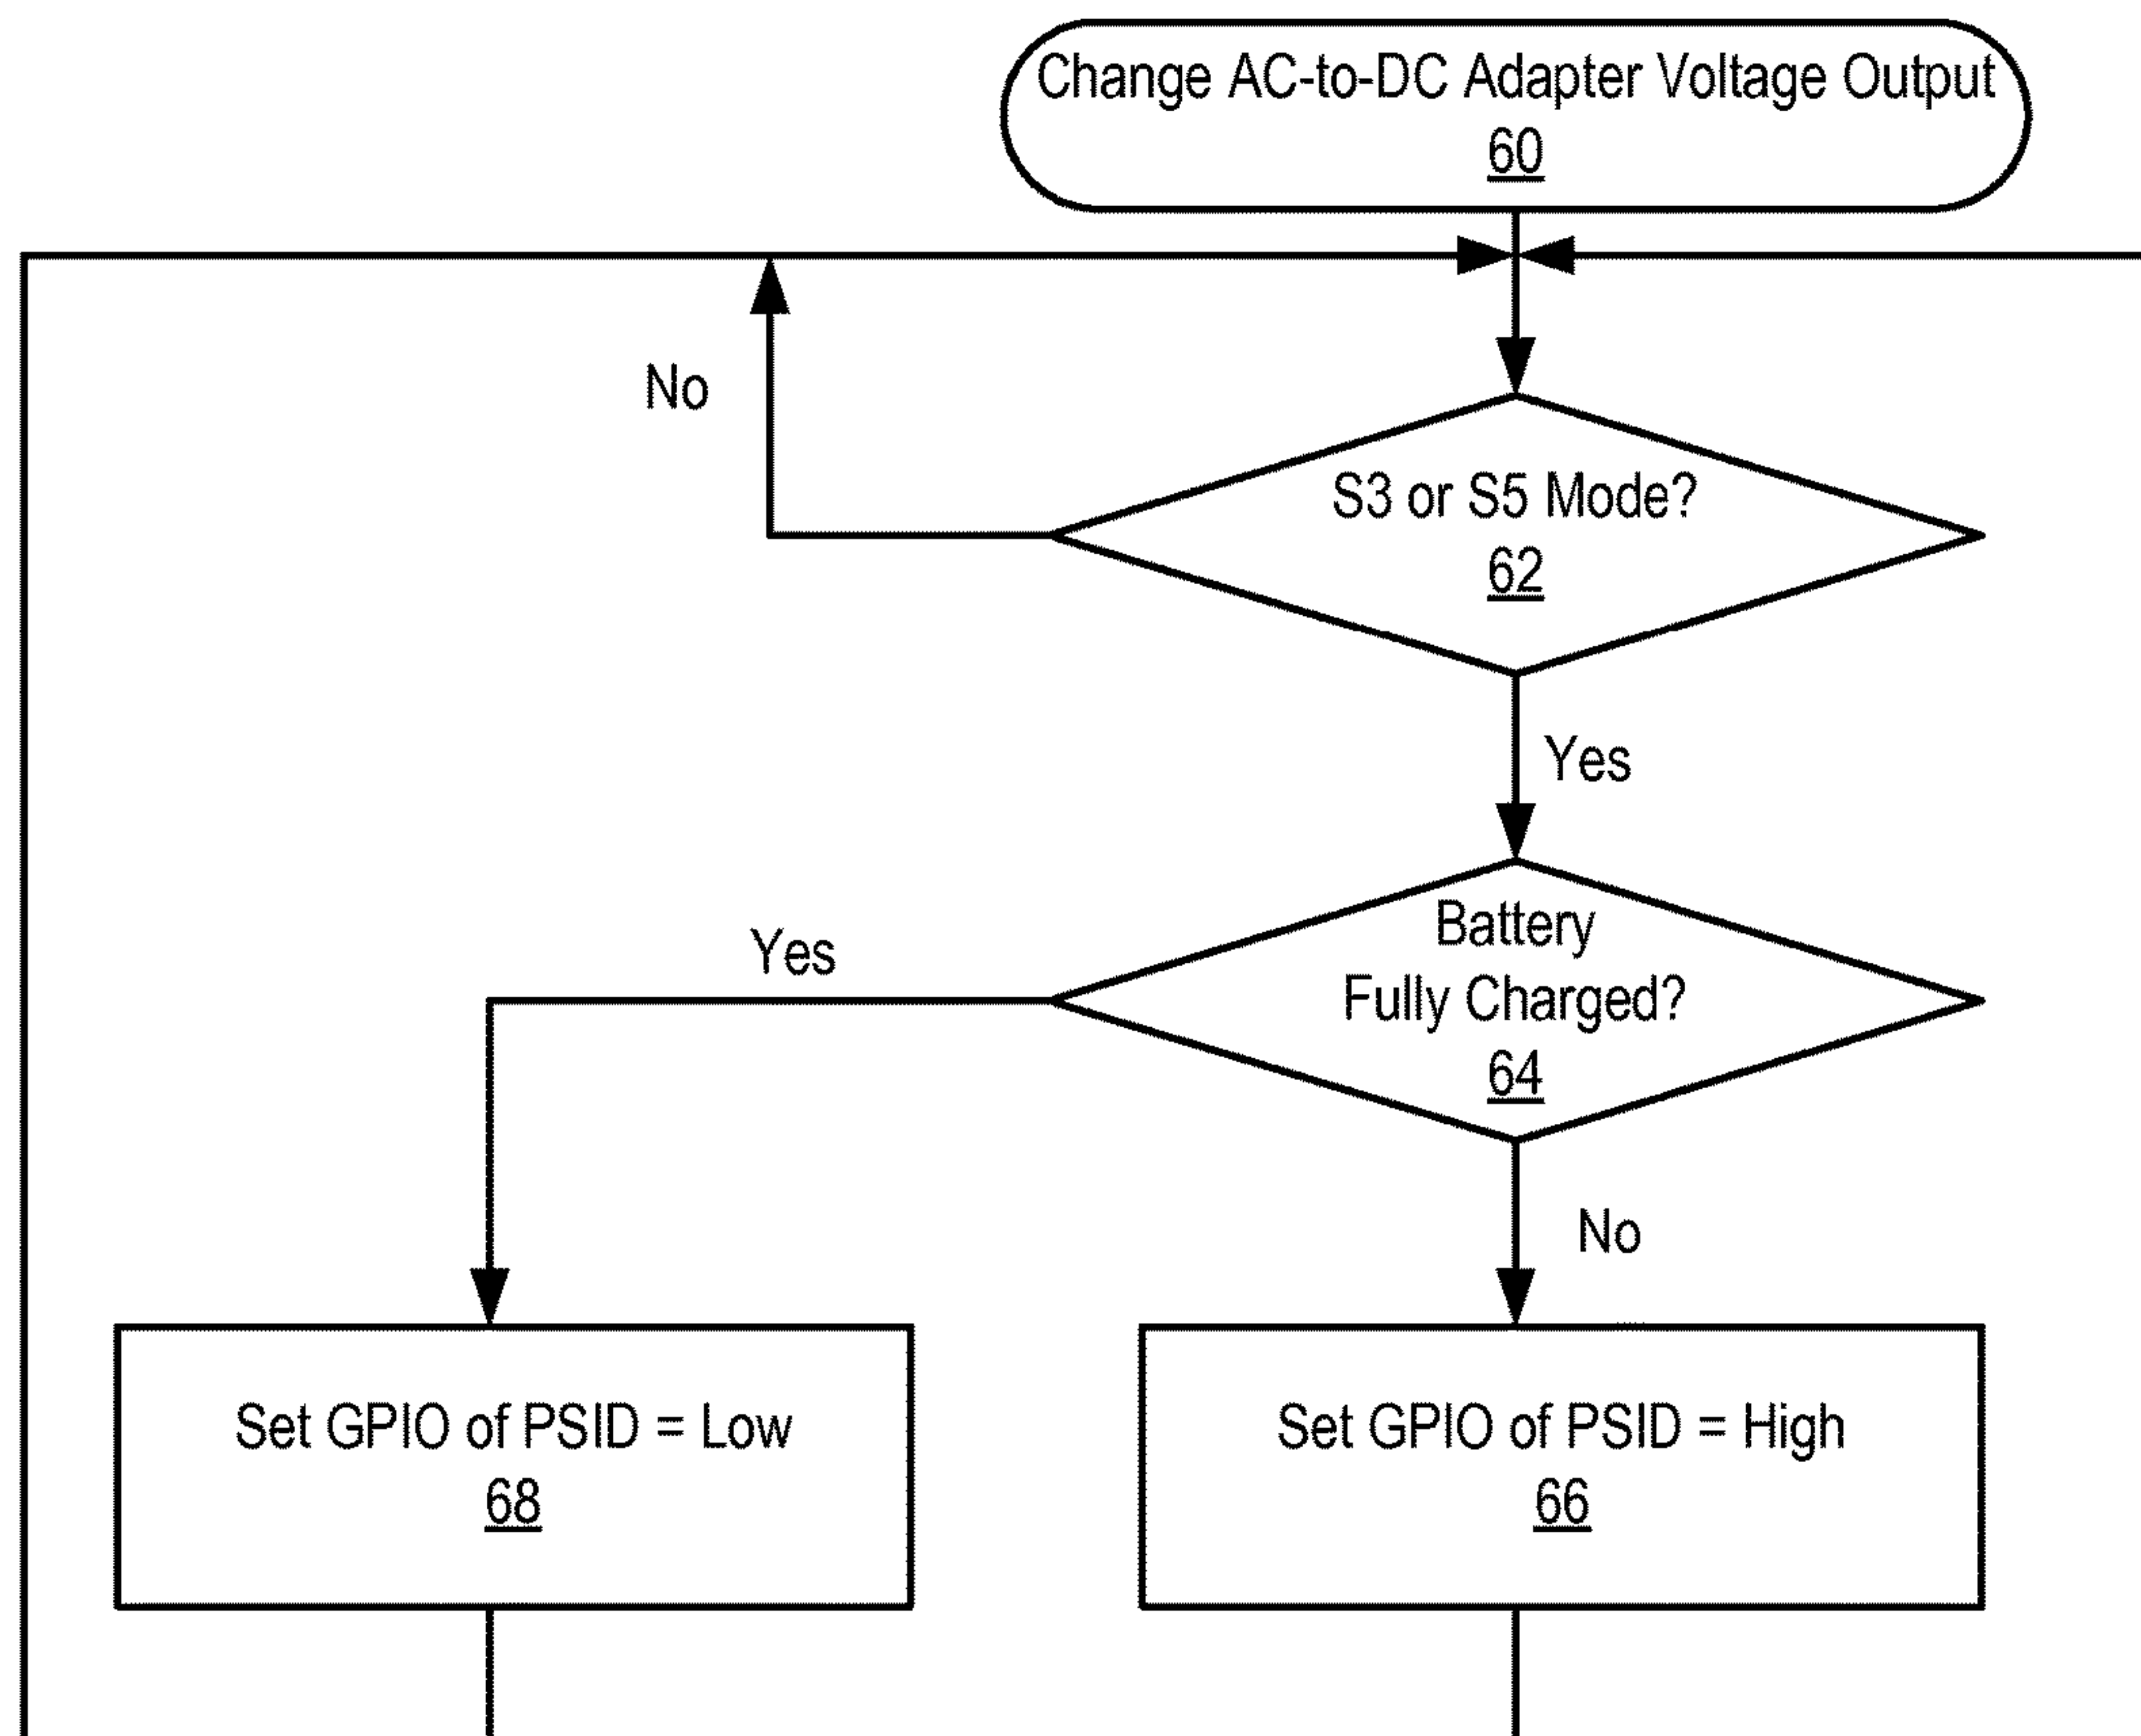 Change AC-to-DC Adapter Voltage Output
60
No
S3 or S5 Mode?
62
Yes
Battery
Fully Charged?
64
Yes
No
Set GPIO of PSID = Low
68
Set GPIO of PSID = High
66